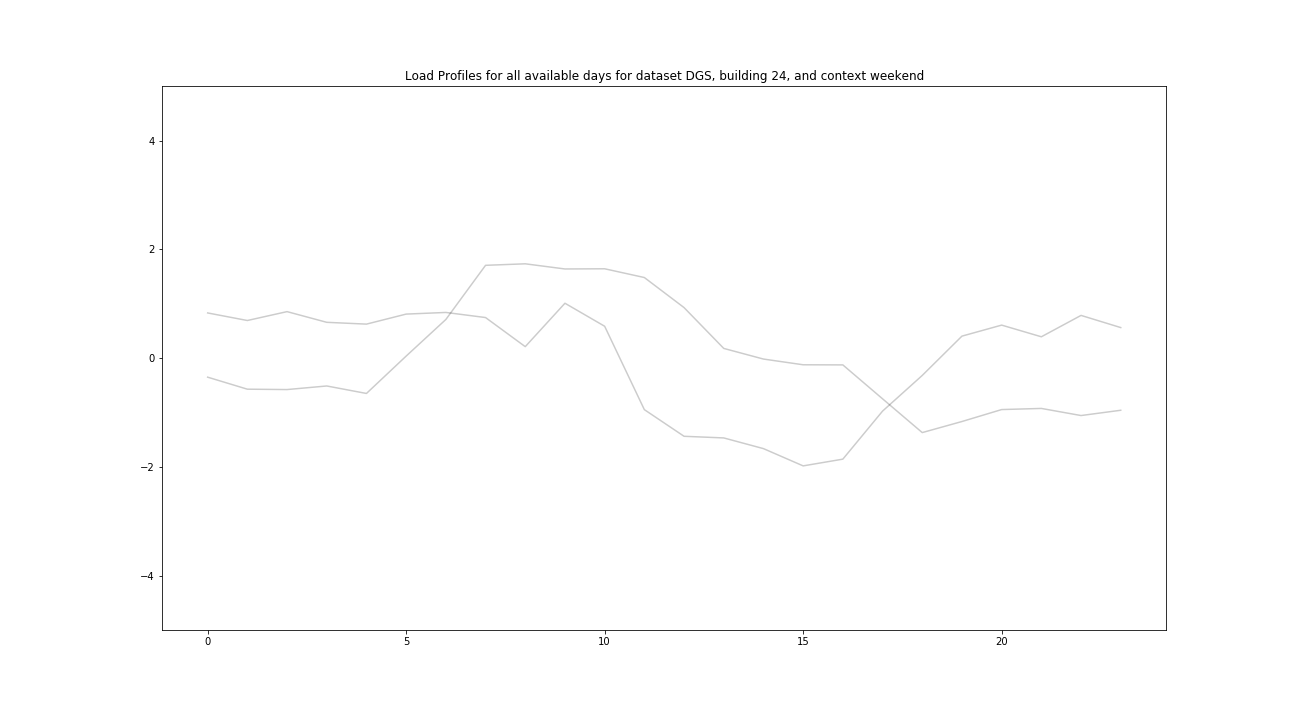 Load Profiles for all available days for dataset DGS, building 24, and context weekend
4
2
0
−2
−4
0 5 10 15 20